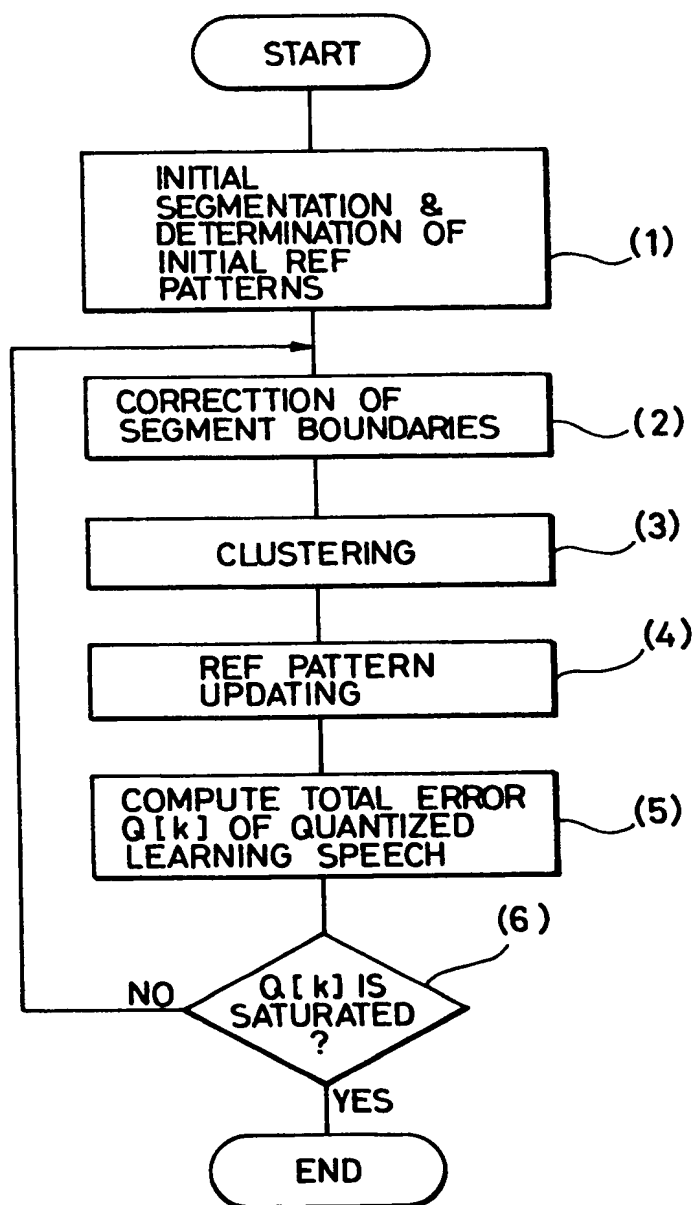 START
INITIAL
SEGMENTATION &
DETERMINATION OF
INITIAL REF
PATTERNS
(1)
CORRECTTION OF
SEGMENT BOUNDARIES
(2)
CLUSTERING
(3)
REF PATTERN
UPDATING
(4)
COMPUTE TOTAL ERROR
Q[k] OF QUANTIZED
LEARNING SPEECH
(5)
(6)
Q[k] IS
SATURATED
?
NO
YES
END